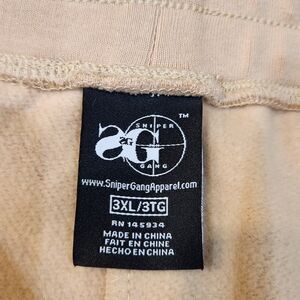 SNIPER
™
SG
GANG
www.SniperGangApparel.com
3XL/3TG
RN 145934
MADE IN CHINA
FAIT EN CHINE
HECHO EN CHINA